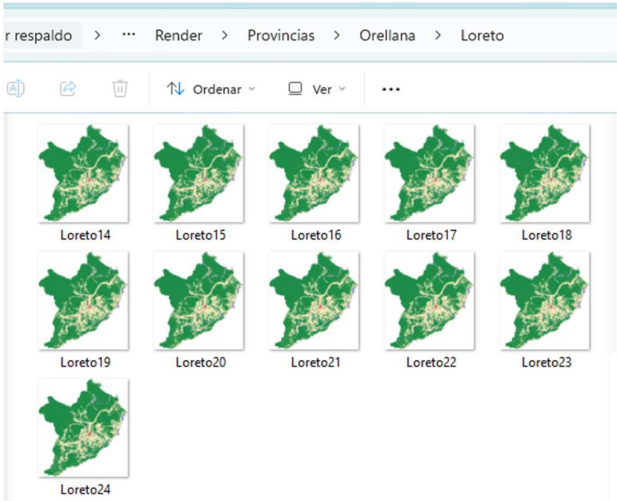 r respaldo > ··· Render > Provincias > Orellana > Loreto
A Ordenar Ver ···
Loreto14 Loreto15 Loreto16 Loreto17 Loreto18
Loreto19 Loreto20 Loreto21 Loreto22 Loreto23
Loreto24